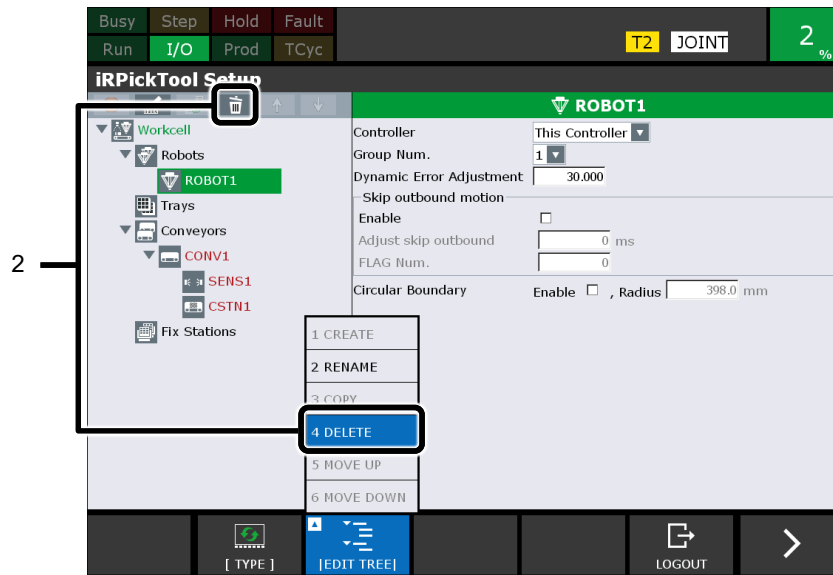 Busy Step Hold Fault
Run I/O Prod TCyc
T2 JOINT
2 %
iRPickTool Setup
ROBOT1
Workcell
Robots
ROBOT1
Trays
Conveyors
CONV1
SENS1
CSTN1
Fix Stations
Controller This Controller
Group Num. 1
Dynamic Error Adjustment 30.000
Skip outbound motion
Enable
Adjust skip outbound 0 ms
FLAG Num. 0
Circular Boundary Enable , Radius 398.0 mm
2
1 CREATE
2 RENAME
3 COPY
4 DELETE
5 MOVE UP
6 MOVE DOWN
[ TYPE ] |EDIT TREE| LOGOUT